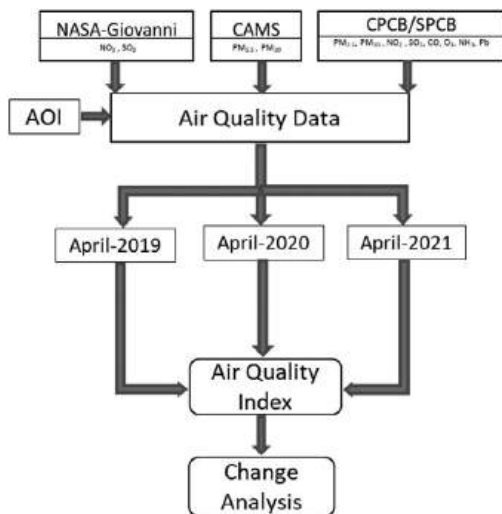 NASA-Giovanni
NO₂, SO₂
CAMS
PM₂.₅, PM₁₀
CPCB/SPCB
PM₂.₅, PM₁₀, NO₂, SO₂, CO, O₃, NH₃, Pb
AOI
Air Quality Data
April-2019
April-2020
April-2021
Air Quality
Index
Change
Analysis